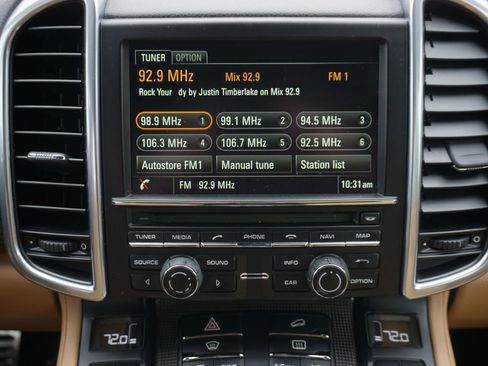 TUNER OPTION
92.9 MHz Mix 92.9 FM 1
Rock Your dy by Justin Timberlake on Mix 92.9
98.9 MHz 1 99.1 MHz 2 94.5 MHz 3
106.3 MHz 4 106.7 MHz 5 92.5 MHz 6
Autostore FM1 Manual tune Station list
FM 92.9 MHz 10:31 am
TUNER MEDIA PHONE NAVI MAP
SOURCE SOUND INFO
CAR OPTION
72.0 72.0